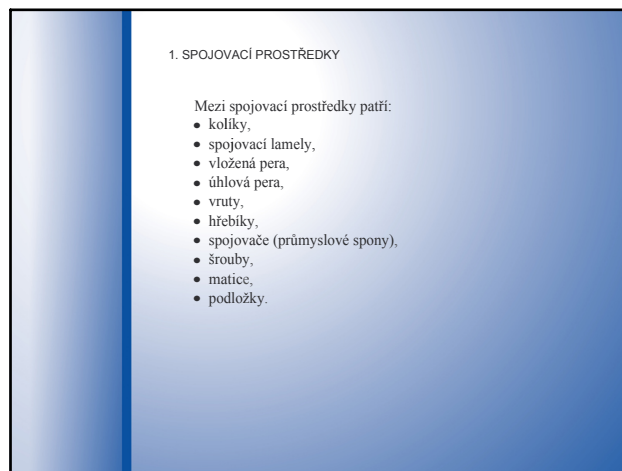 1. SPOJOVACÍ PROSTŘEDKY
Mezi spojovací prostředky patří:
• kolíky,
• spojovací lamely,
• vložená pera,
• úhlová pera,
• vruty,
• hřebíky,
• spojovače (průmyslové spony),
• šrouby,
• matice,
• podložky.